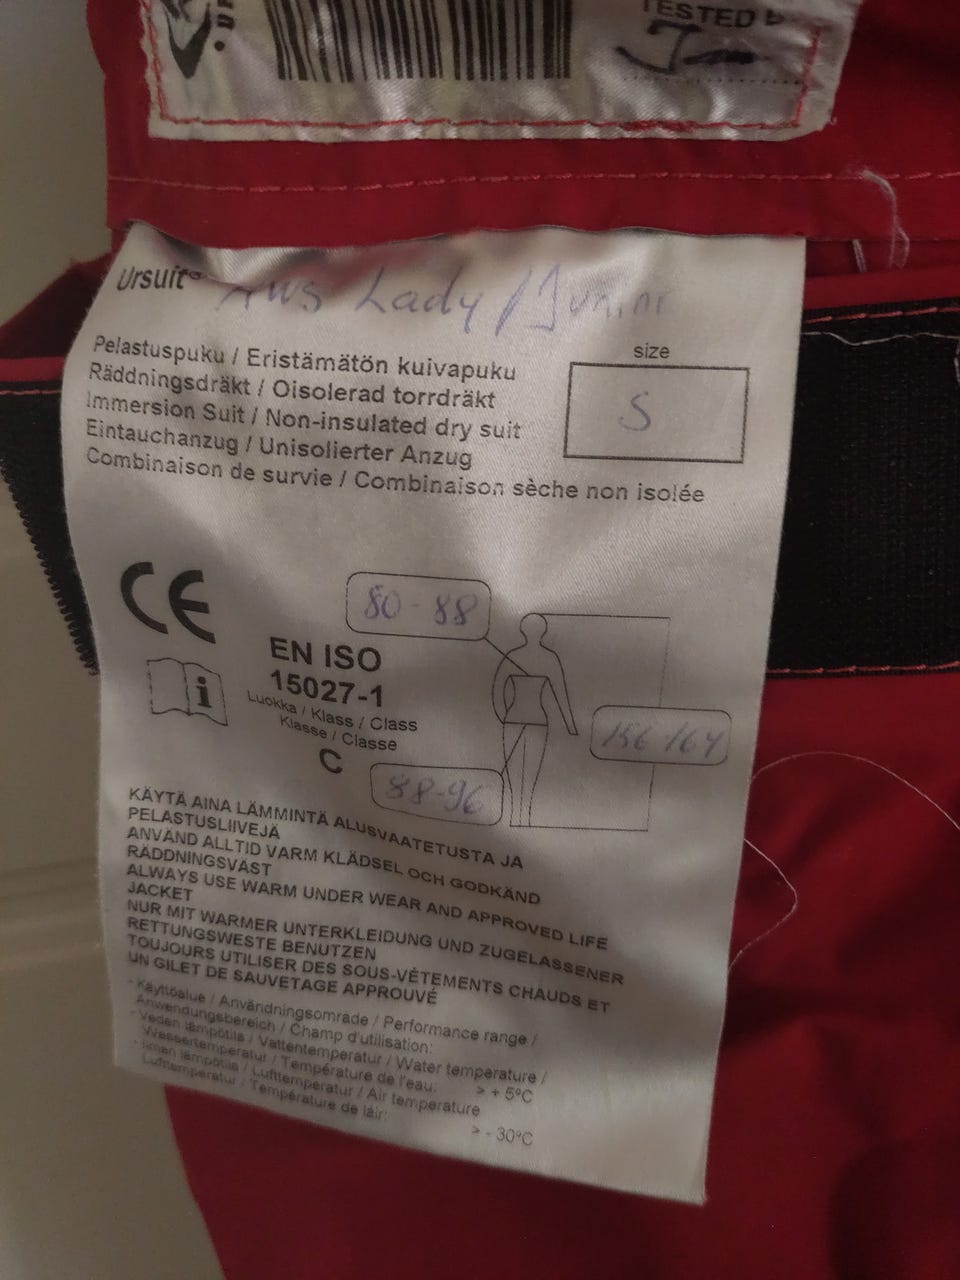 TESTED B
Ursuit® AWS Lady / Junior
size
S
Pelastuspuku / Eristämätön kuivapuku
Räddningsdräkt / Oisolerad torrdräkt
Immersion Suit / Non-insulated dry suit
Eintauchanzug / Unisolierter Anzug
Combinaison de survie / Combinaison sèche non isolée
CE
80-88
EN ISO
15027-1
Luokka / Klass / Class
Klasse / Classe
C
156-164
88-96
KÄYTÄ AINA LÄMMINTÄ ALUSVAATETUSTA JA
PELASTUSLIIVEJÄ
ANVÄND ALLTID VARM KLÄDSEL OCH GODKÄND
RÄDDNINGSVÄST
ALWAYS USE WARM UNDER WEAR AND APPROVED LIFE
JACKET
NUR MIT WARMER UNTERKLEIDUNG UND ZUGELASSENER
RETTUNGSWESTE BENUTZEN
TOUJOURS UTILISER DES SOUS-VÊTEMENTS CHAUDS ET
UN GILET DE SAUVETAGE APPROUVÉ
- Käyttöalue / Användningsområde / Performance range /
Anwendungsbereich / Champ d'utilisation:
- Veden lämpötila / Vattentemperatur / Water temperature /
Wassertemperatur / Température de l'eau: > + 5ºC
- Ilman lämpötila / Lufttemperatur / Air temperature
Lufttemperatur / Température de láir: > - 30ºC